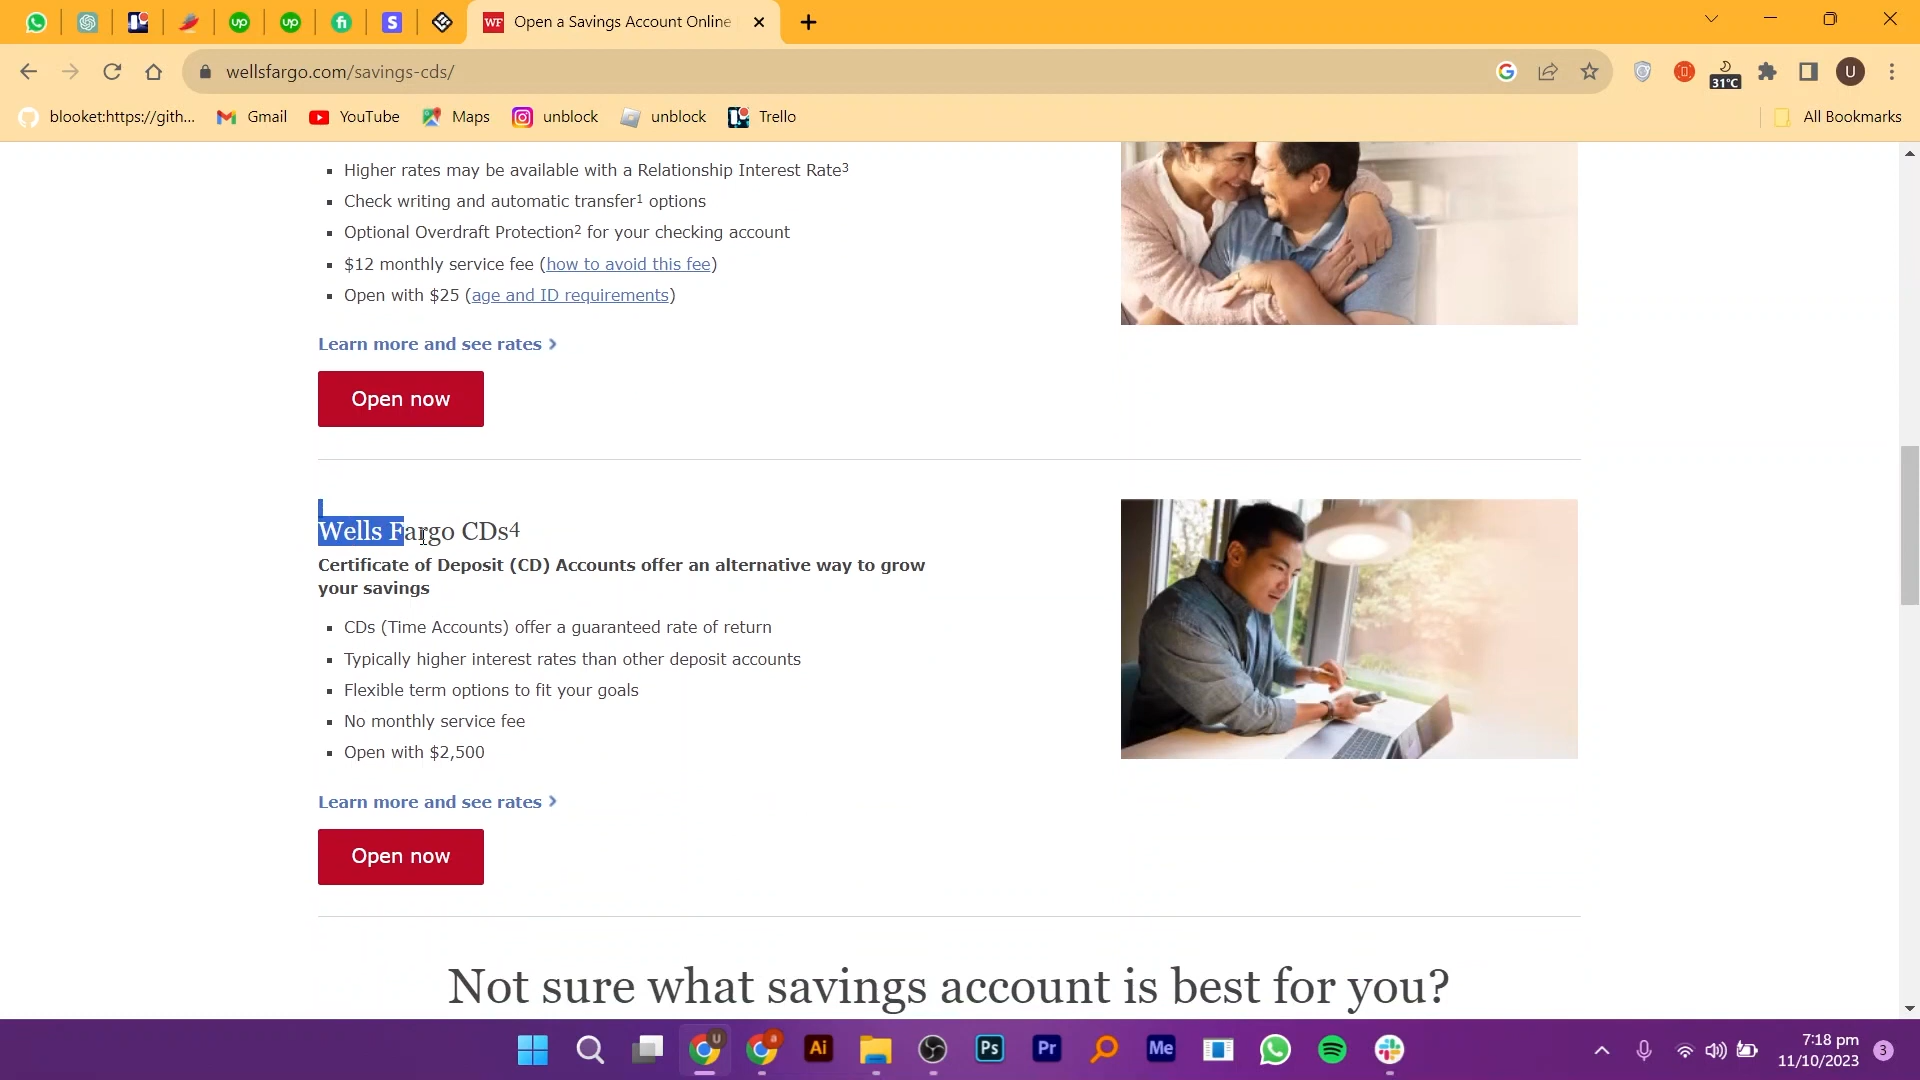 WF Open a Savings Account Online
wellsfargo.com/savings-cds/
31°C
U
blooket:https://gith...
Gmail
YouTube
Maps
unblock
unblock
Trello
All Bookmarks
Higher rates may be available with a Relationship Interest Rate3
Check writing and automatic transfer1 options
Optional Overdraft Protection2 for your checking account
$12 monthly service fee (how to avoid this fee)
Open with $25 (age and ID requirements)
Learn more and see rates
Open now
Wells Fargo CDs4
Certificate of Deposit (CD) Accounts offer an alternative way to grow
your savings
CDs (Time Accounts) offer a guaranteed rate of return
Typically higher interest rates than other deposit accounts
Flexible term options to fit your goals
No monthly service fee
Open with $2,500
Learn more and see rates
Open now
Not sure what savings account is best for you?
Ai
Ps
Pr
Me
7:18 pm
11/10/2023
3